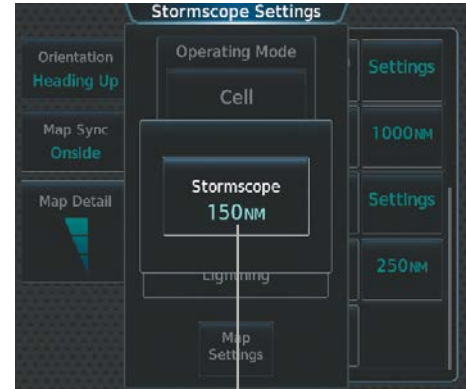 Stormscope Settings
Orientation
Heading Up
Operating Mode
Cell
Settings
Map Sync
Onside
1000NM
Map Detail
Stormscope
150NM
Settings
250NM
Lightning
Map
Settings